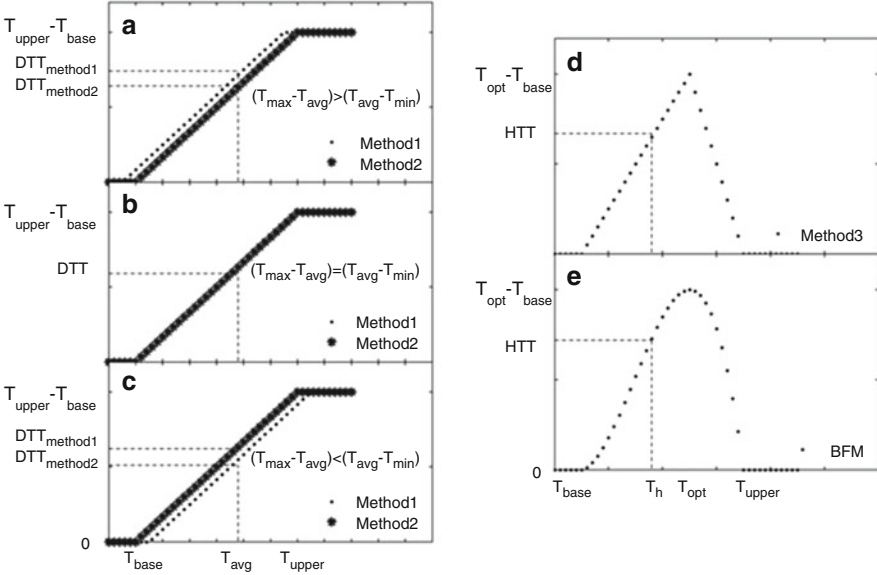 a
T_upper-T_base
DTT_method1
DTT_method2
(T_max-T_avg)>(T_avg-T_min)
Method1
Method2
b
T_upper-T_base
DTT
(T_max-T_avg)=(T_avg-T_min)
Method1
Method2
c
T_upper-T_base
DTT_method1
DTT_method2
(T_max-T_avg)<(T_avg-T_min)
Method1
Method2
0
T_base T_avg T_upper
d
T_opt-T_base
HTT
Method3
e
T_opt-T_base
HTT
BFM
0
T_base T_h T_opt T_upper